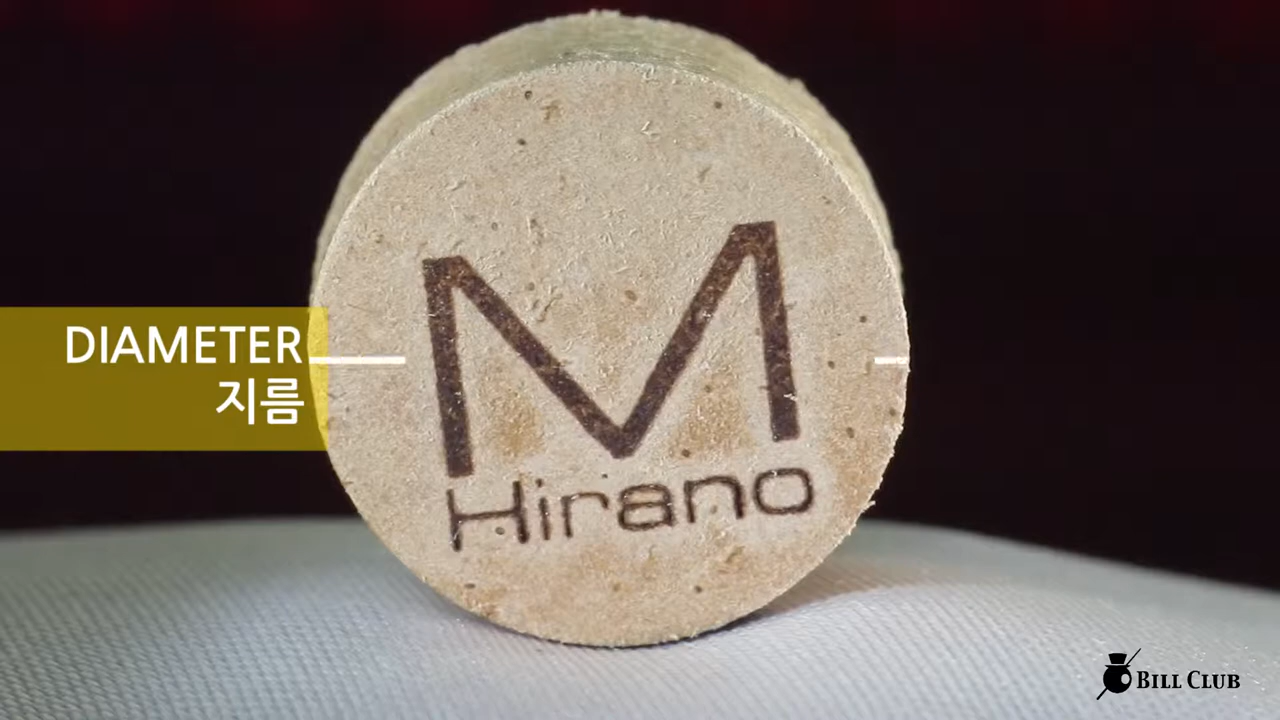 DIAMETER
지름
M
Hirano
BILL CLUB